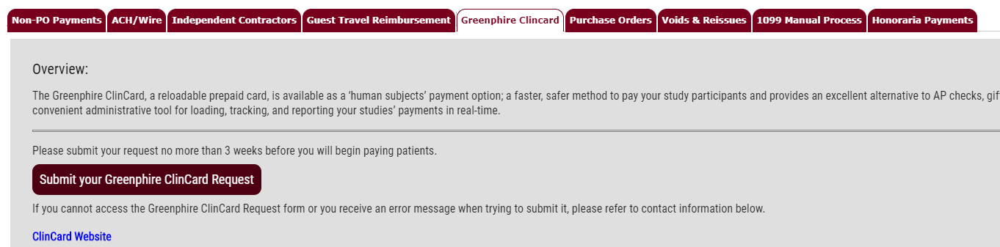 Non-PO Payments ACH/Wire Independent Contractors Guest Travel Reimbursement Greenphire Clincard Purchase Orders Voids & Reissues 1099 Manual Process Honoraria Payments
Overview:
The Greenphire ClinCard, a reloadable prepaid card, is available as a ‘human subjects’ payment option; a faster, safer method to pay your study participants and provides an excellent alternative to AP checks,
convenient administrative tool for loading, tracking, and reporting your studies’ payments in real-time.
Please submit your request no more than 3 weeks before you will begin paying patients.
Submit your Greenphire ClinCard Request
If you cannot access the Greenphire ClinCard Request form or you receive an error message when trying to submit it, please refer to contact information below.
ClinCard Website